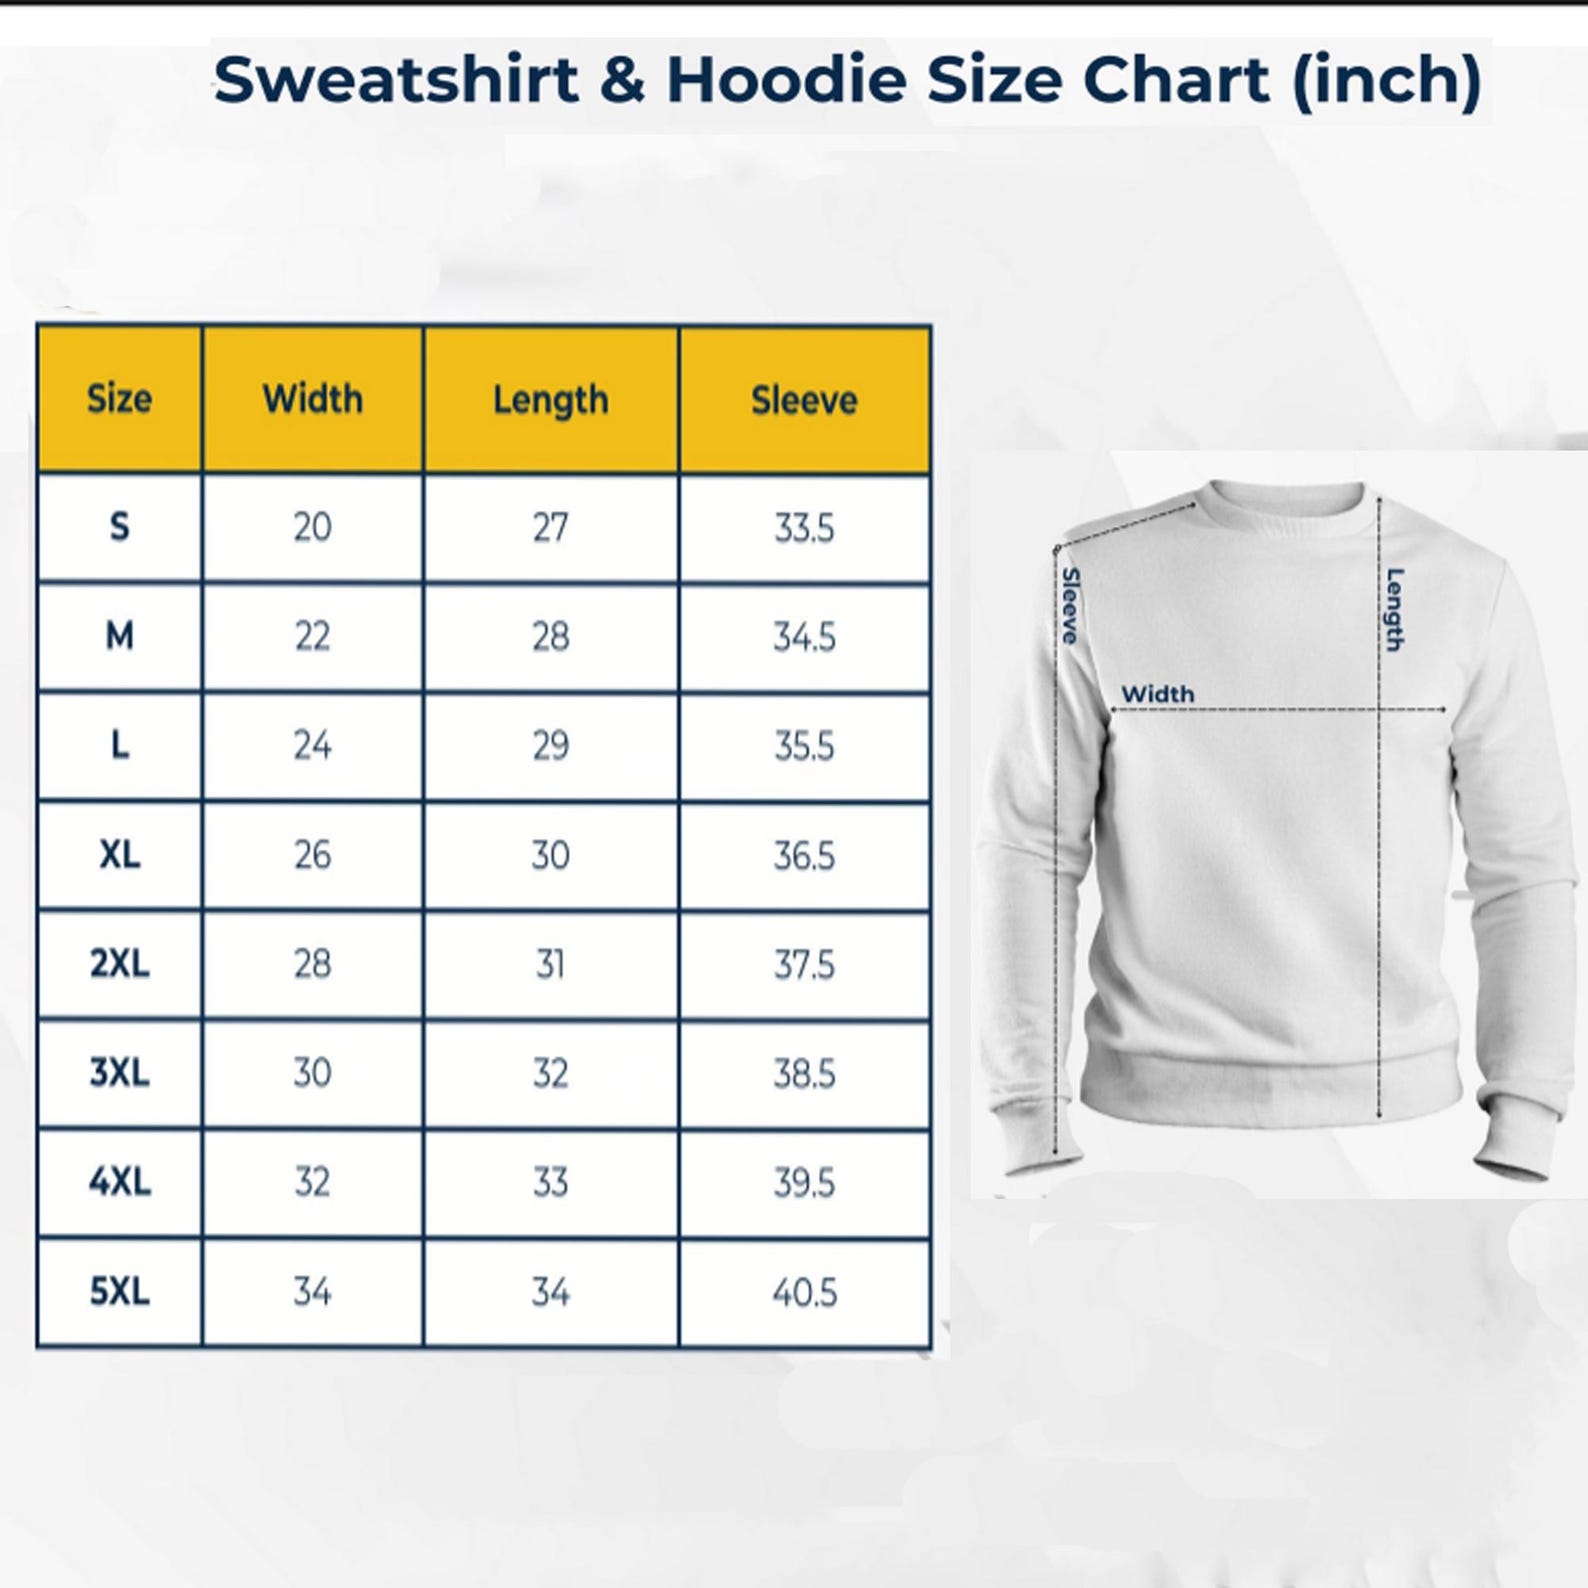 Sweatshirt & Hoodie Size Chart (inch)
Size Width Length Sleeve
S 20 27 33.5
M 22 28 34.5
L 24 29 35.5
XL 26 30 36.5
2XL 28 31 37.5
3XL 30 32 38.5
4XL 32 33 39.5
5XL 34 34 40.5
Sleeve
Length
Width